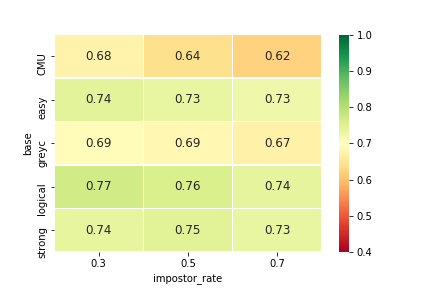 CMU 0.68 0.64 0.62
easy 0.74 0.73 0.73
greyc 0.69 0.69 0.67
logical 0.77 0.76 0.74
strong 0.74 0.75 0.73
base
0.3 0.5 0.7
impostor_rate
1.0
0.9
0.8
0.7
0.6
0.5
0.4